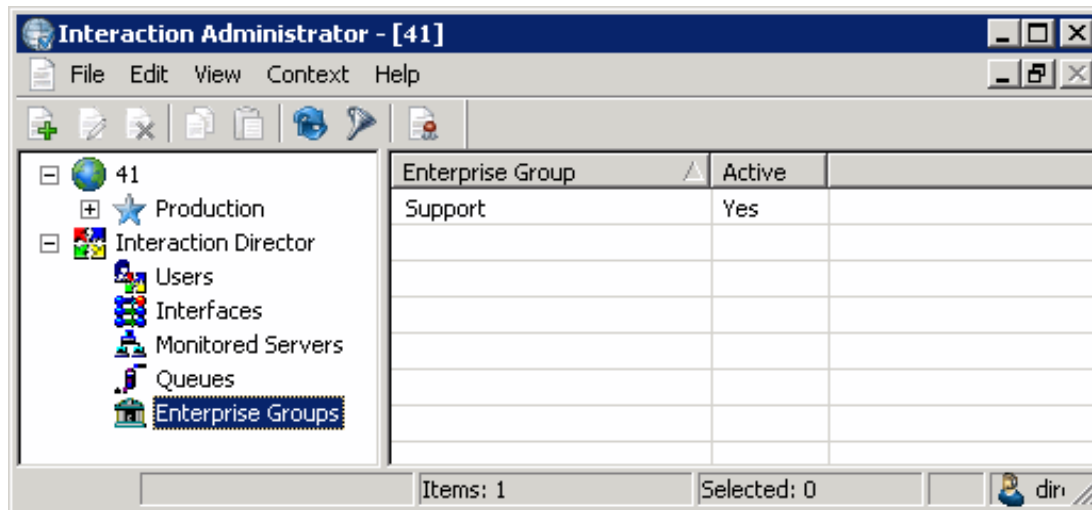 Interaction Administrator - [41]
File Edit View Context Help
41
Production
Interaction Director
Users
Interfaces
Monitored Servers
Queues
Enterprise Groups
Enterprise Group Active
Support Yes
Items: 1 Selected: 0